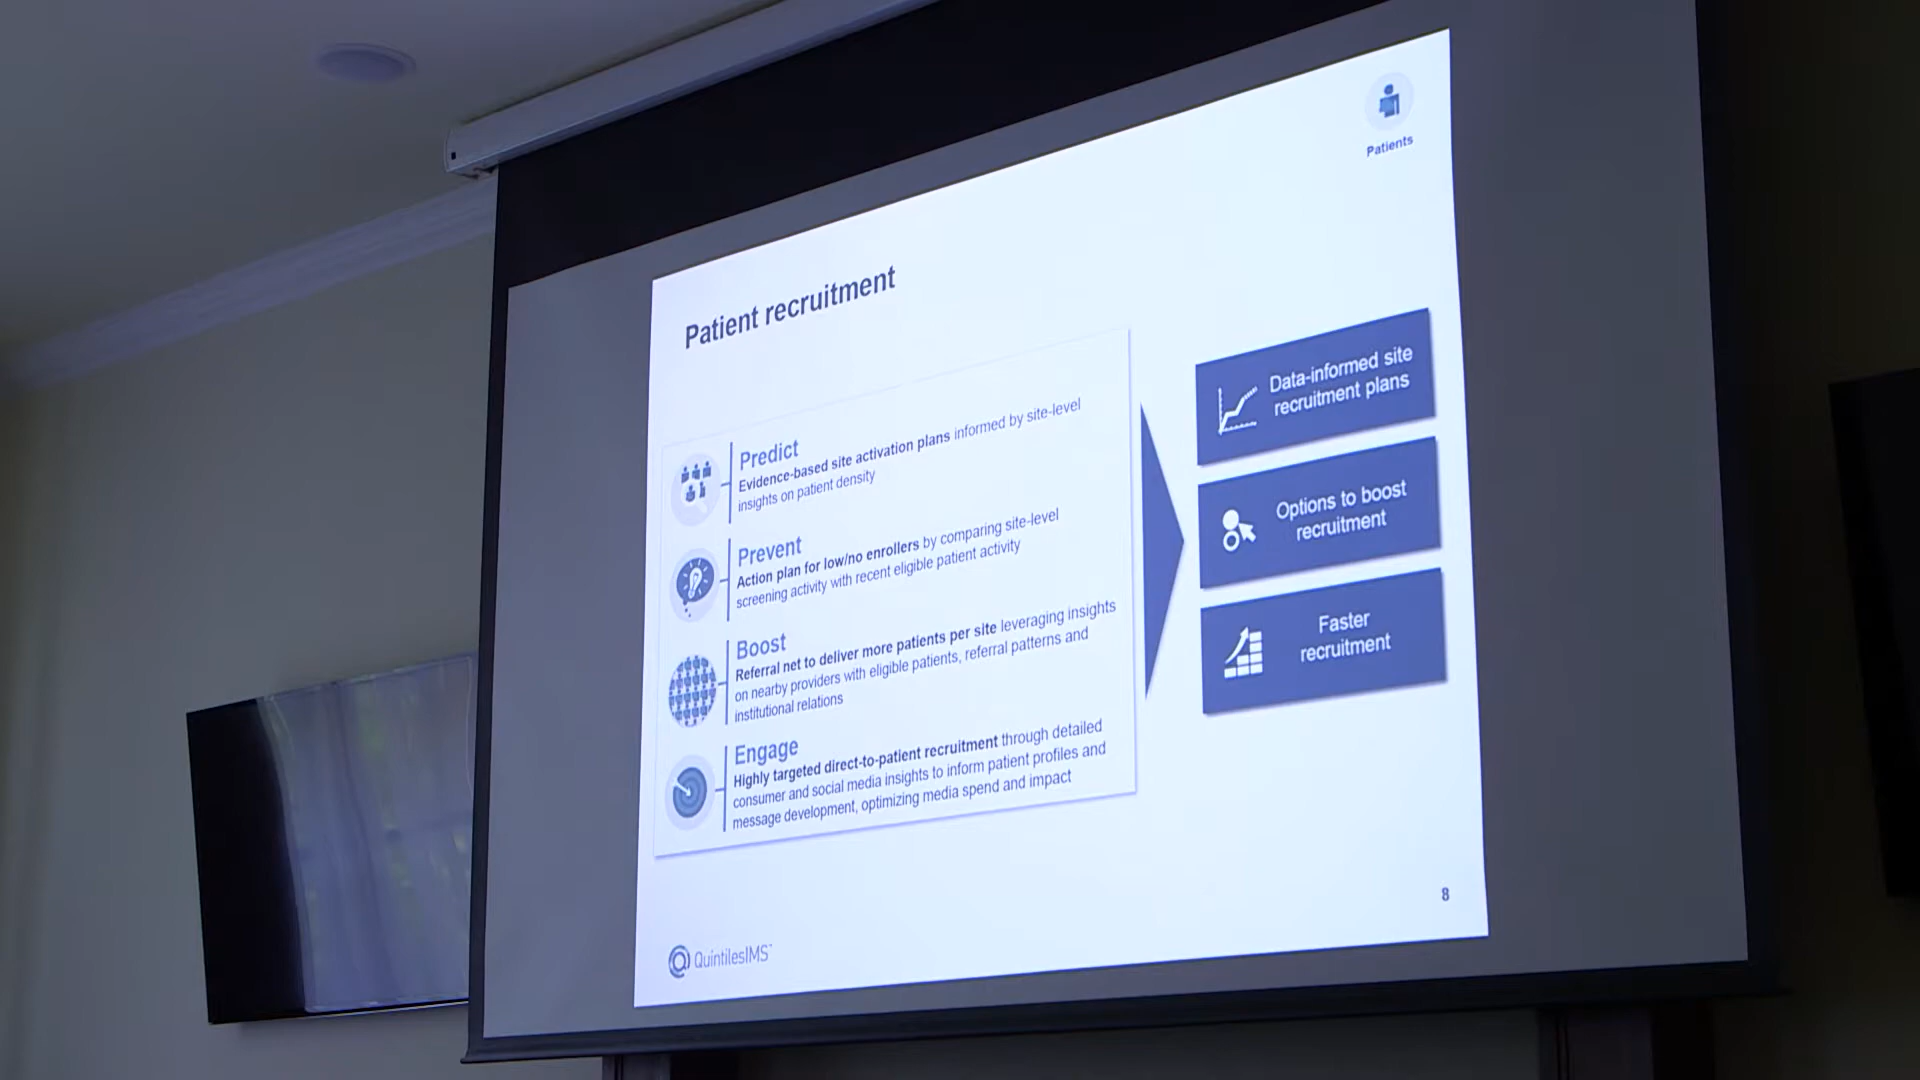 Patients
Patient recruitment
Predict
Evidence-based site activation plans informed by site-level
insights on patient density
Prevent
Action plan for low/no enrollers by comparing site-level
screening activity with recent eligible patient activity
Boost
Referral net to deliver more patients per site leveraging insights
on nearby providers with eligible patients, referral patterns and
institutional relations
Engage
Highly targeted direct-to-patient recruitment through detailed
consumer and social media insights to inform patient profiles and
message development, optimizing media spend and impact
Data-informed site
recruitment plans
Options to boost
recruitment
Faster
recruitment
8
QuintilesIMS